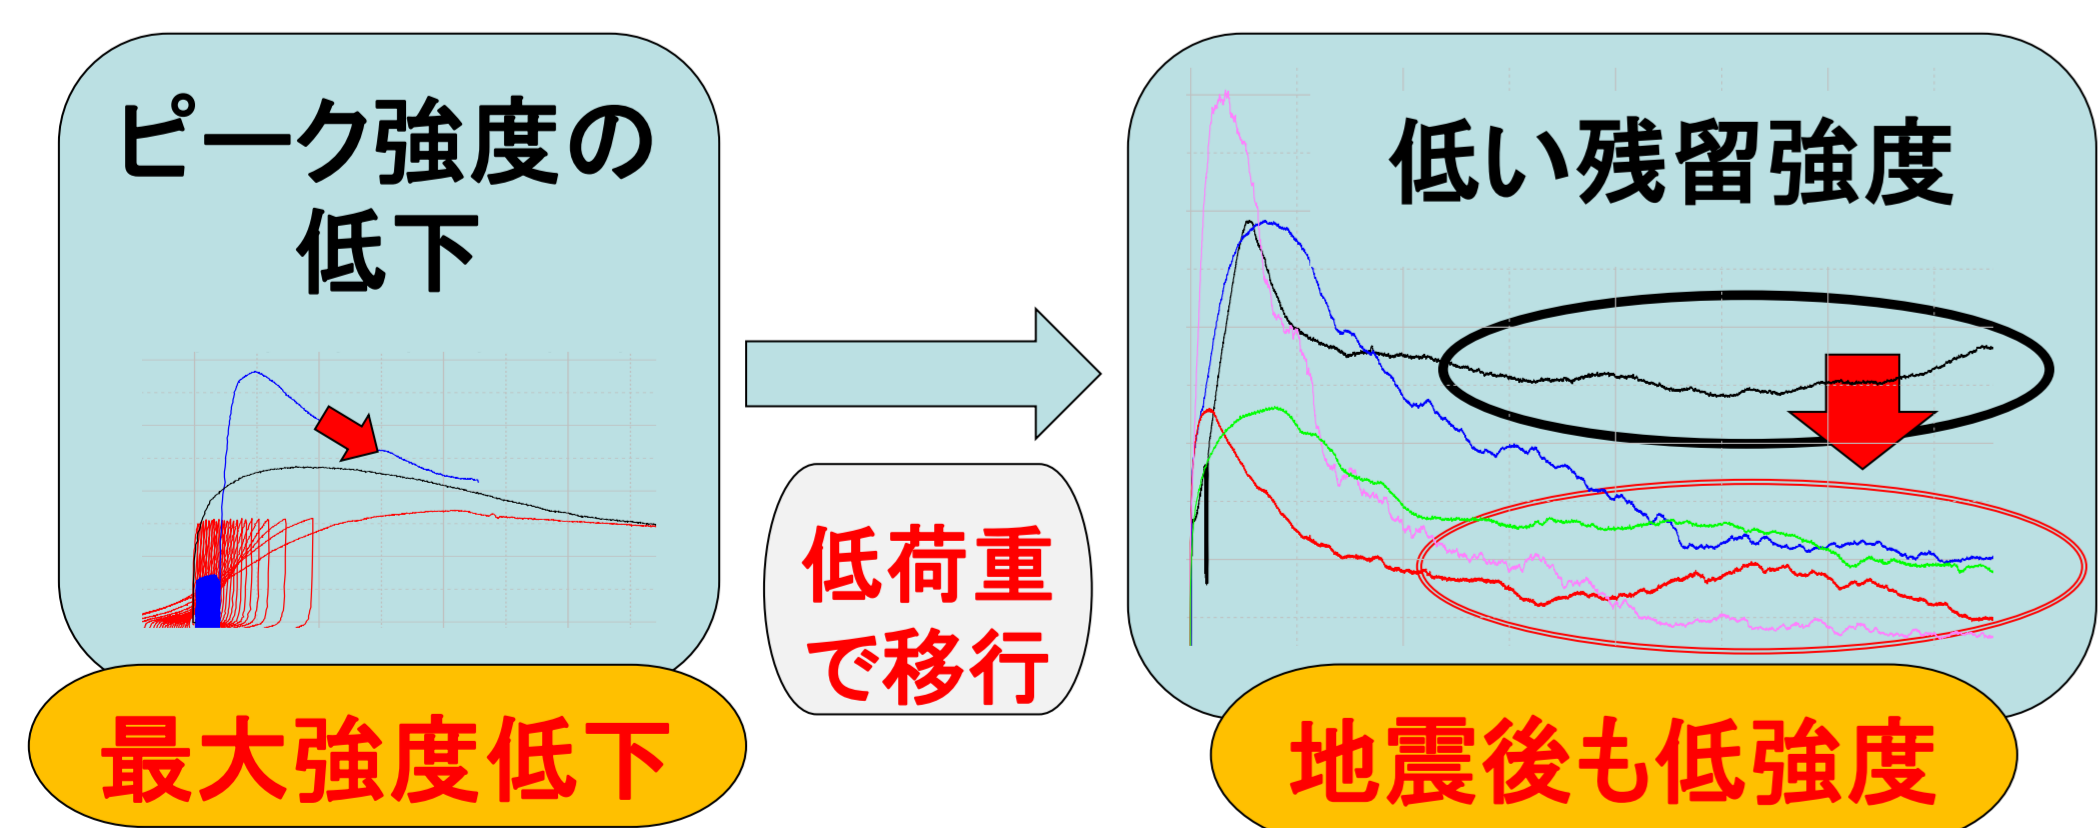 ピーク強度の
低下
最大強度低下
低荷重
で移行
低い残留強度
地震後も低強度